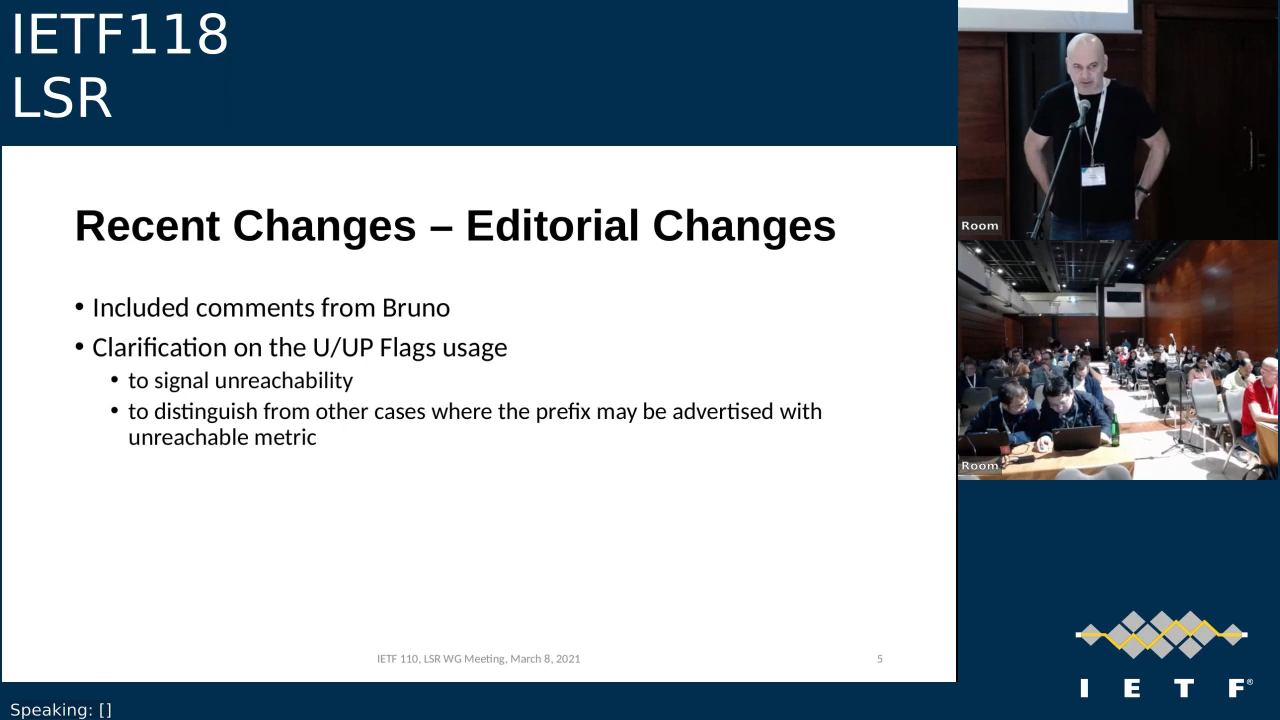 IETF118
LSR
Recent Changes – Editorial Changes
• Included comments from Bruno
• Clarification on the U/UP Flags usage
• to signal unreachability
• to distinguish from other cases where the prefix may be advertised with
unreachable metric
IETF 110, LSR WG Meeting, March 8, 2021
5
Room
Room
I E T F®
Speaking: []